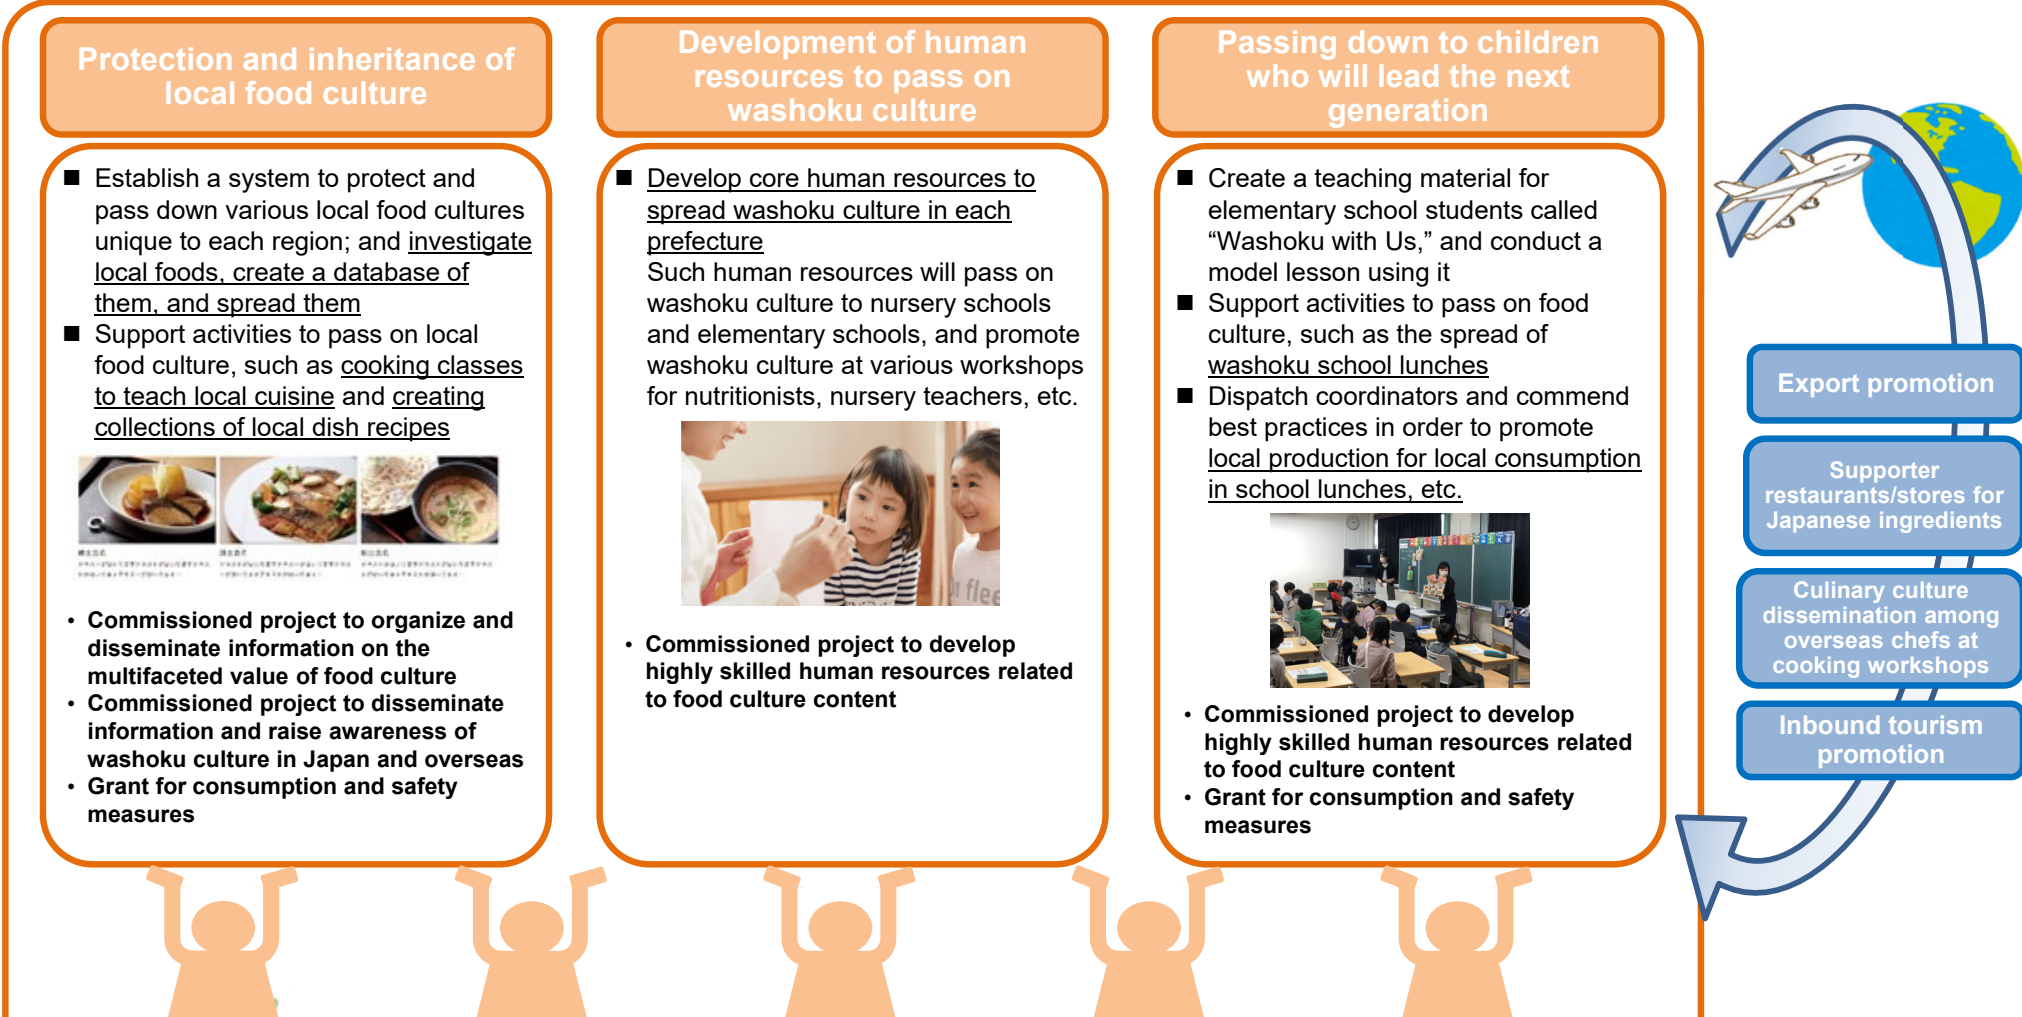 Protection and inheritance of
local food culture
■ Establish a system to protect and
pass down various local food cultures
unique to each region; and investigate
local foods, create a database of
them, and spread them
■ Support activities to pass on local
food culture, such as cooking classes
to teach local cuisine and creating
collections of local dish recipes
• Commissioned project to organize and
disseminate information on the
multifaceted value of food culture
• Commissioned project to disseminate
information and raise awareness of
washoku culture in Japan and overseas
• Grant for consumption and safety
measures
Development of human
resources to pass on
washoku culture
■ Develop core human resources to
spread washoku culture in each
prefecture
Such human resources will pass on
washoku culture to nursery schools
and elementary schools, and promote
washoku culture at various workshops
for nutritionists, nursery teachers, etc.
• Commissioned project to develop
highly skilled human resources related
to food culture content
Passing down to children
who will lead the next
generation
■ Create a teaching material for
elementary school students called
“Washoku with Us,” and conduct a
model lesson using it
■ Support activities to pass on food
culture, such as the spread of
washoku school lunches
■ Dispatch coordinators and commend
best practices in order to promote
local production for local consumption
in school lunches, etc.
• Commissioned project to develop
highly skilled human resources related
to food culture content
• Grant for consumption and safety
measures
Export promotion
Supporter
restaurants/stores for
Japanese ingredients
Culinary culture
dissemination among
overseas chefs at
cooking workshops
Inbound tourism
promotion